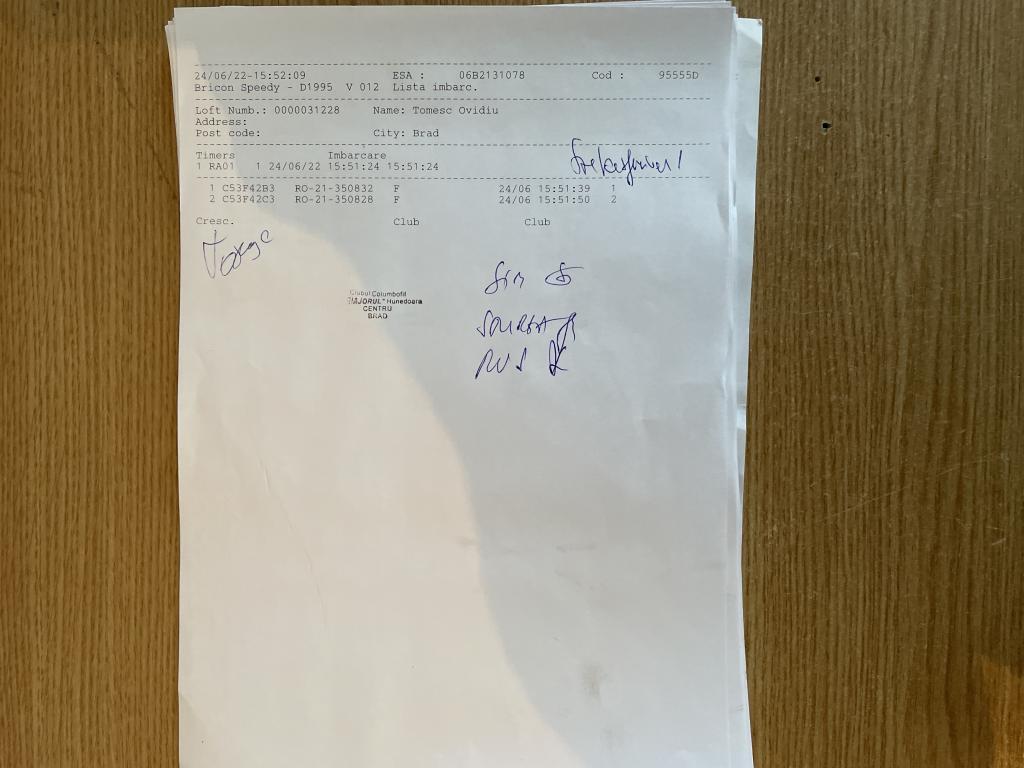 24/06/22-15:52:09 ESA : 06B2131078 Cod : 95555D
Bricon Speedy - D1995 V 012 Lista imbarc.
Loft Numb.: 0000031228 Name: Tomesc Ovidiu
Address:
Post code: City: Brad
Timers Imbarcare
1 RA01 1 24/06/22 15:51:24 15:51:24
1 C53F42B3 RO-21-350832 F 24/06 15:51:39 1
2 C53F42C3 RO-21-350828 F 24/06 15:51:50 2
Cresc. Club Club
Clubul Columbofil
"MAJORUL" Hunedoara
CENTRU
BRAD
RUS